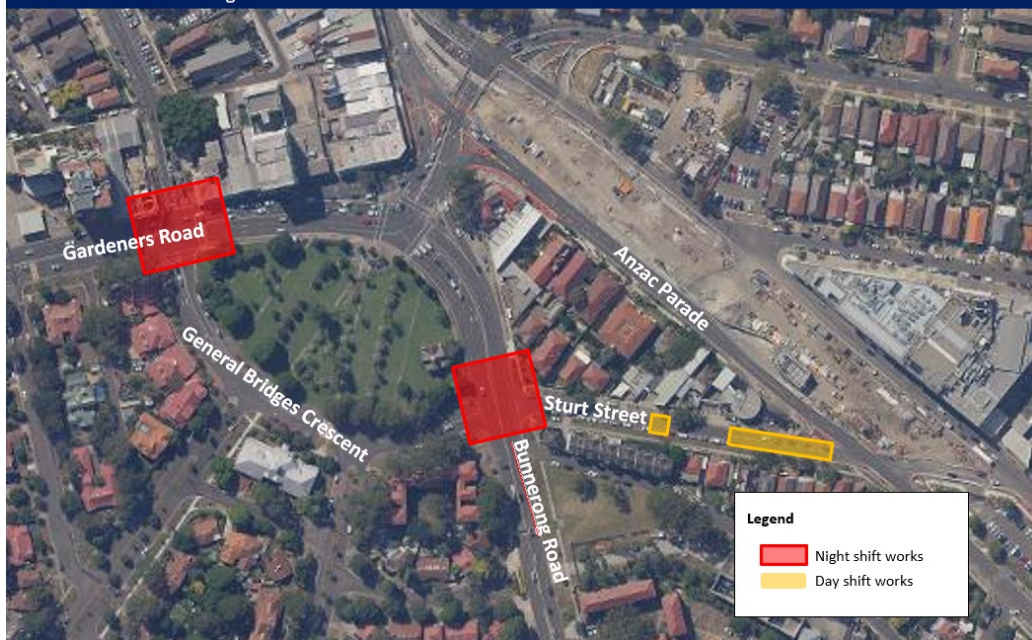 Gardeners Road
General Bridges Crescent
Anzac Parade
Sturt Street
Bunnerong Road
Legend
Night shift works
Day shift works